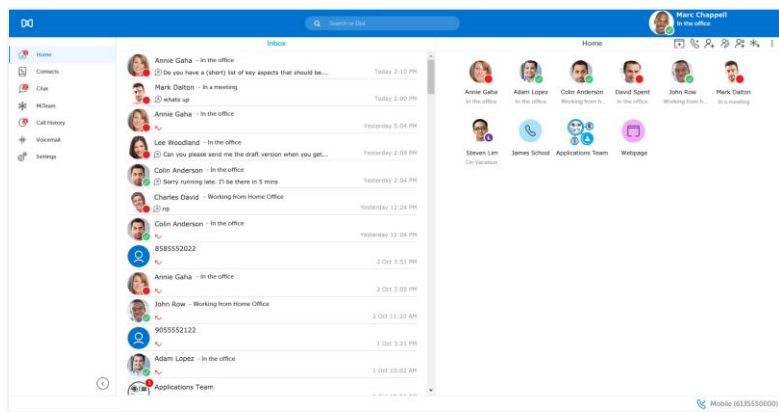 Marc Chappell
In the office
Search or Dial
Inbox
Home
Home
Contacts
Chat
MiTeam
Call History
Voicemail
Settings
Annie Gaha - In the office
Do you have a (short) list of key aspects that should be...
Today 2:10 PM
Mark Dalton - In a meeting
whats up
Today 2:00 PM
Annie Gaha - In the office
Yesterday 5:04 PM
Lee Woodland - In the office
Can you please send me the draft version when you get...
Yesterday 2:09 PM
Colin Anderson - In the office
Sorry running late. I'll be there in 5 mins
Yesterday 2:04 PM
Charles David - Working from Home Office
np
Yesterday 12:24 PM
Colin Anderson - In the office
Yesterday 12:04 PM
8585552022
2 Oct 3:51 PM
Annie Gaha - In the office
2 Oct 3:05 PM
John Row - Working from Home Office
2 Oct 11:20 AM
9055552122
1 Oct 3:21 PM
Adam Lopez - In the office
1 Oct 10:02 AM
Applications Team
Annie Gaha
In the office
Adam Lopez
In the office
Colin Anderson
Working from h...
David Spent
In the office
John Row
Working from h...
Mark Dalton
In a meeting
Steven Lim
On Vacation
James School
Applications Team
Webpage
Mobile (6135550000)